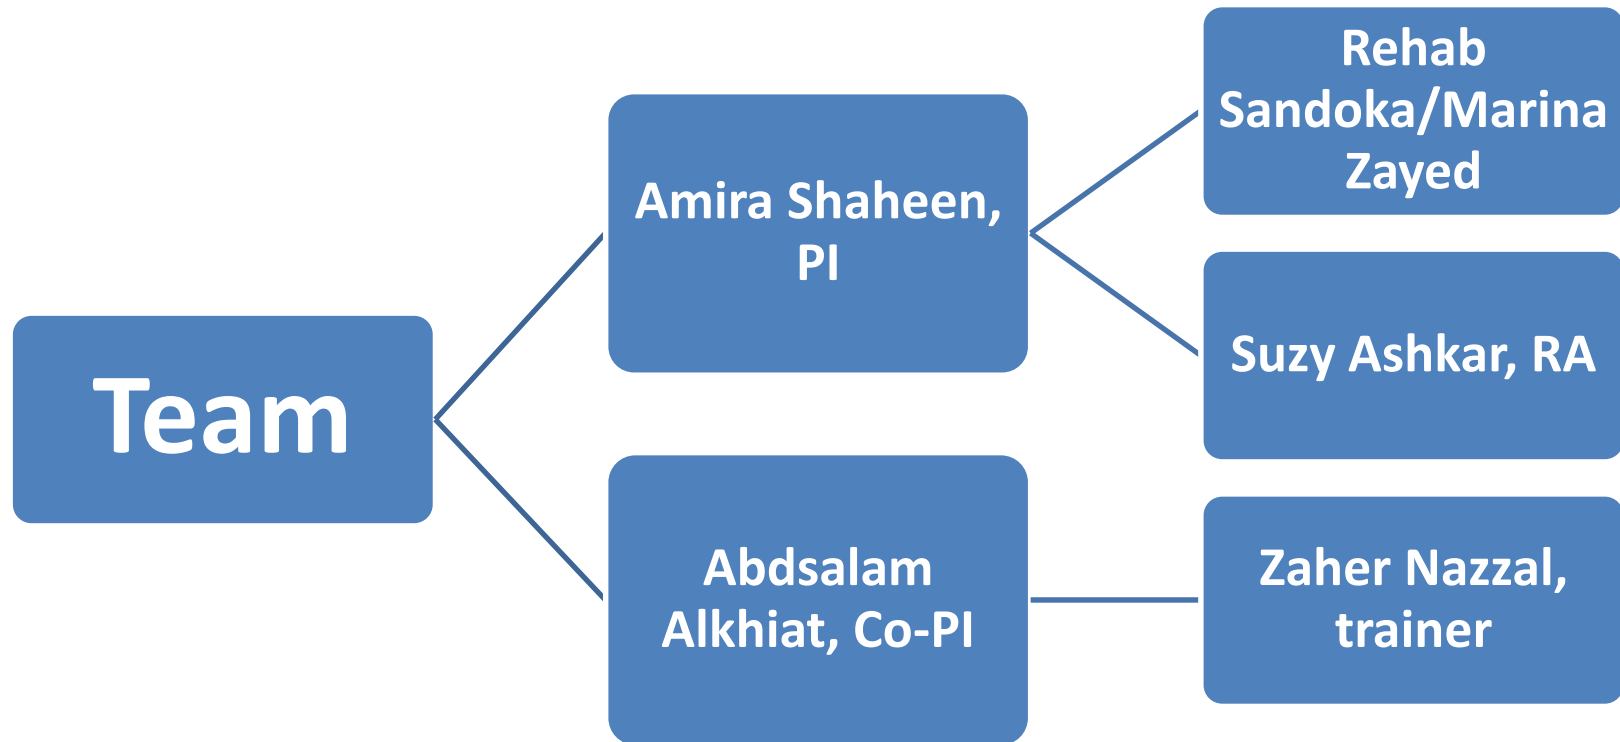 Team
Amira Shaheen,
PI
Rehab
Sandoka/Marina
Zayed
Suzy Ashkar, RA
Abdsalam
Alkhiat, Co-PI
Zaher Nazzal,
trainer